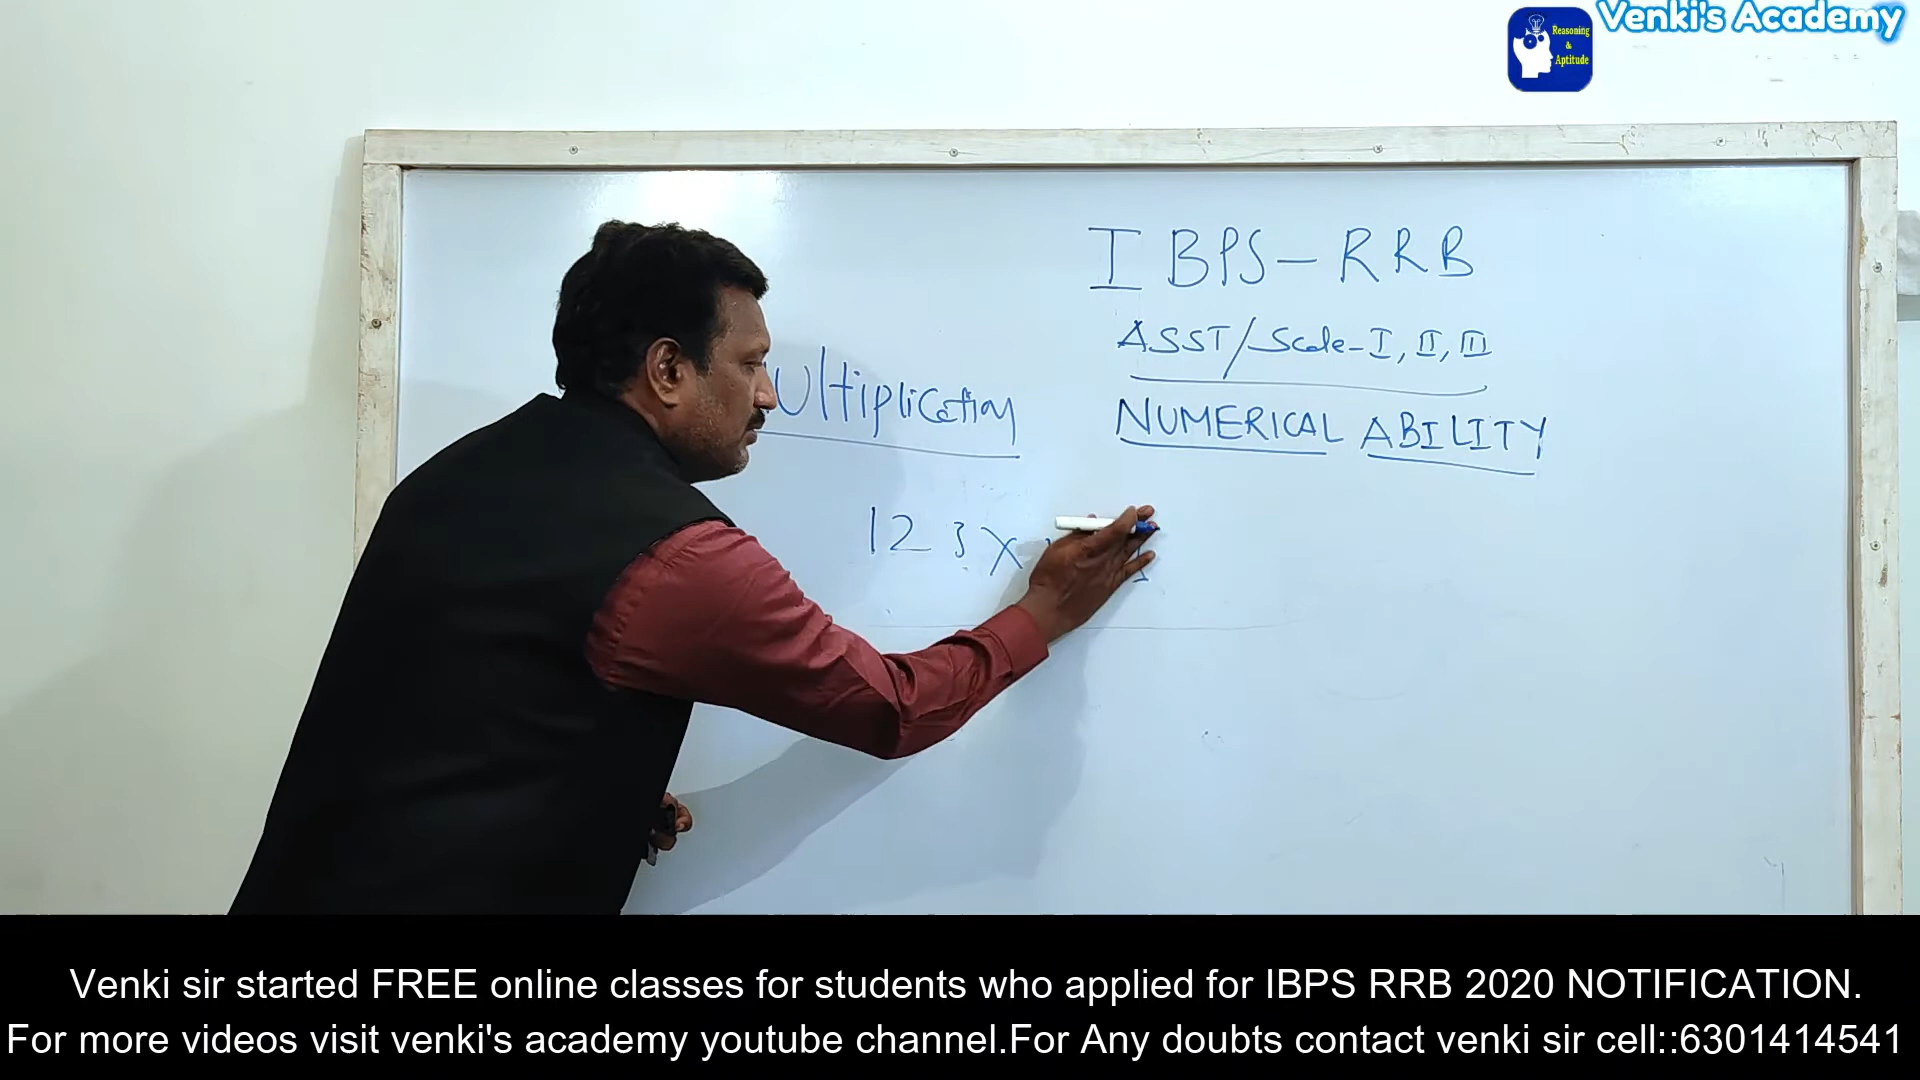 Venki's Academy
Reasoning
&
Aptitude
IBPS-RRB
ASST/Scale-I, II, III
ultiplication
NUMERICAL ABILITY
123 X
Venki sir started FREE online classes for students who applied for IBPS RRB 2020 NOTIFICATION.
For more videos visit venki's academy youtube channel.For Any doubts contact venki sir cell::6301414541